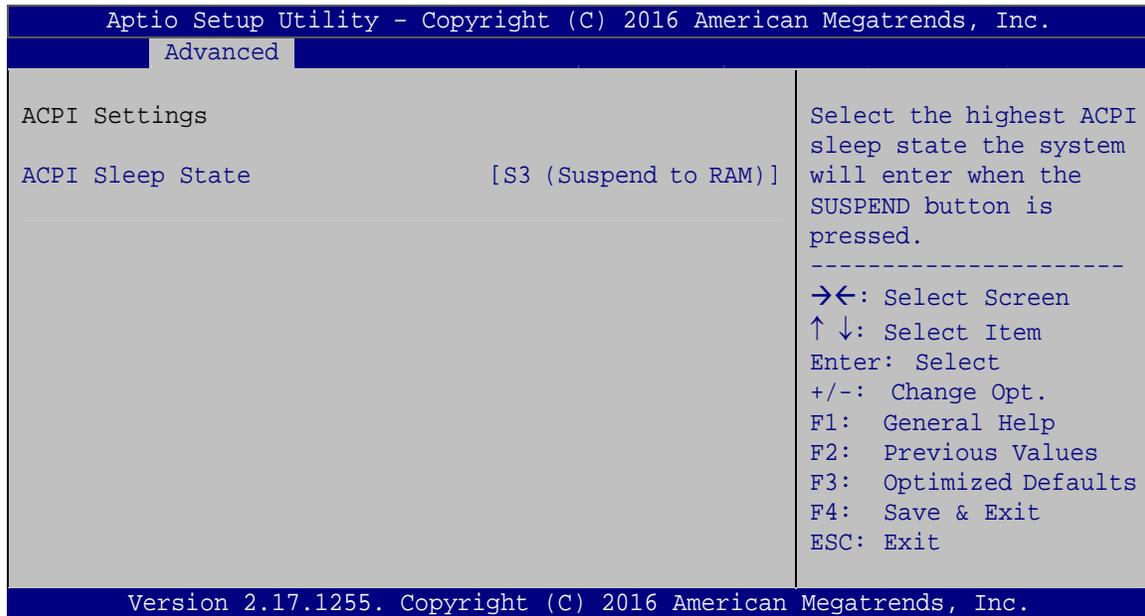 Aptio Setup Utility – Copyright (C) 2016 American Megatrends, Inc.
Advanced
ACPI Settings
ACPI Sleep State [S3 (Suspend to RAM)]
Select the highest ACPI
sleep state the system
will enter when the
SUSPEND button is
pressed.
----------------------
→←: Select Screen
↑ ↓: Select Item
Enter: Select
+/-: Change Opt.
F1: General Help
F2: Previous Values
F3: Optimized Defaults
F4: Save & Exit
ESC: Exit
Version 2.17.1255. Copyright (C) 2016 American Megatrends, Inc.